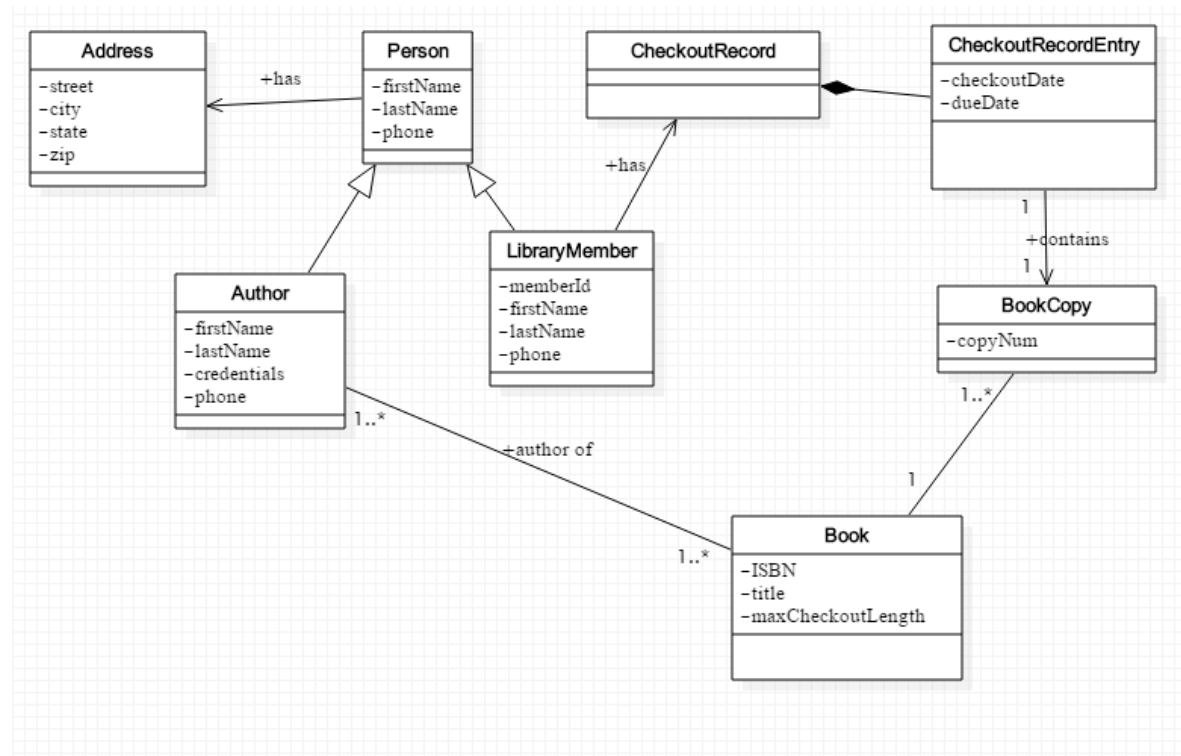 Address
-street
-city
-state
-zip
+has
Person
-firstName
-lastName
-phone
CheckoutRecord
CheckoutRecordEntry
-checkoutDate
-dueDate
+has
1
+contains
1
LibraryMember
-memberId
-firstName
-lastName
-phone
Author
-firstName
-lastName
-credentials
-phone
BookCopy
-copyNum
1..*
+author of
1..*
1..*
1
Book
-ISBN
-title
-maxCheckoutLength